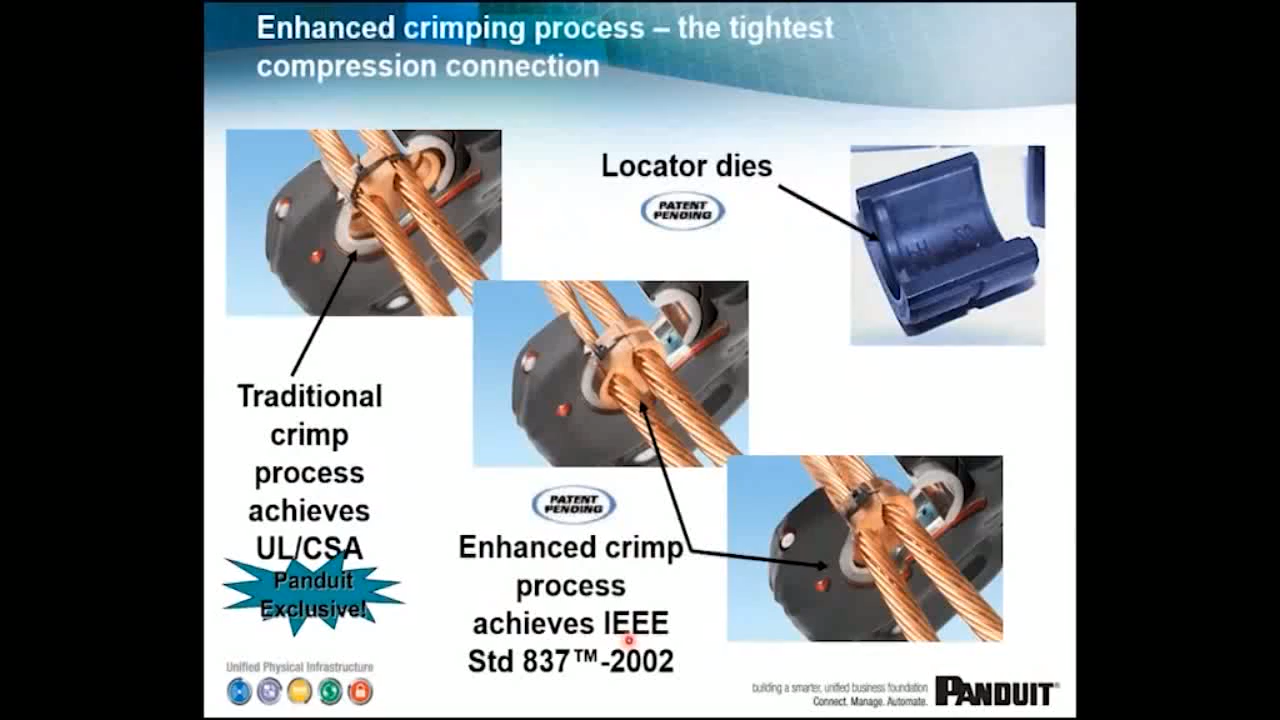 Enhanced crimping process – the tightest
compression connection
Locator dies
PATENT
PENDING
Traditional
crimp
process
achieves
UL/CSA
Panduit
Exclusive!
PATENT
PENDING
Enhanced crimp
process
achieves IEEE
Std 837™-2002
Unified Physical Infrastructure
building a smarter, unified business foundation
Connect. Manage. Automate.
PANDUIT